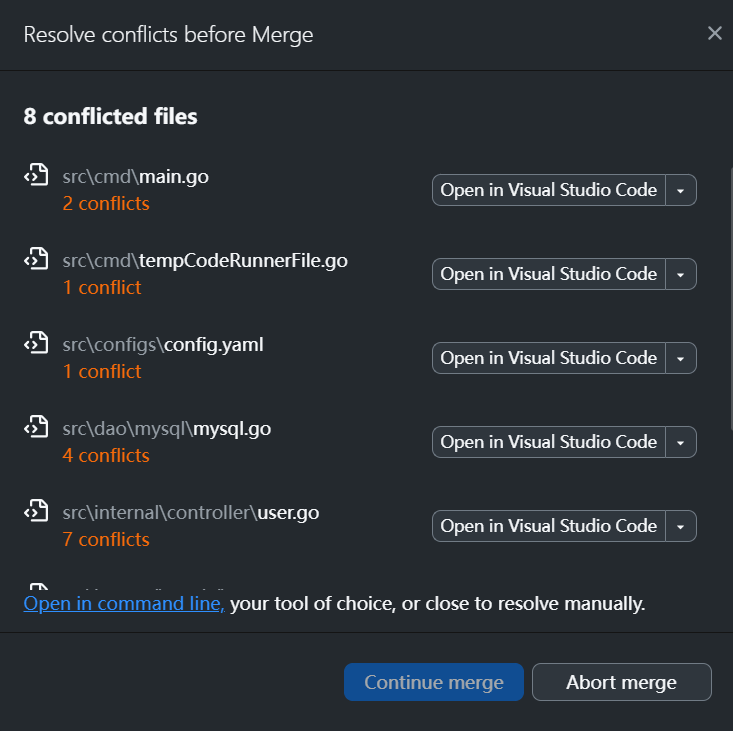 Resolve conflicts before Merge
8 conflicted files
src\cmd\main.go
2 conflicts
Open in Visual Studio Code
src\cmd\tempCodeRunnerFile.go
1 conflict
Open in Visual Studio Code
src\configs\config.yaml
1 conflict
Open in Visual Studio Code
src\dao\mysql\mysql.go
4 conflicts
Open in Visual Studio Code
src\internal\controller\user.go
7 conflicts
Open in Visual Studio Code
Open in command line, your tool of choice, or close to resolve manually.
Continue merge
Abort merge